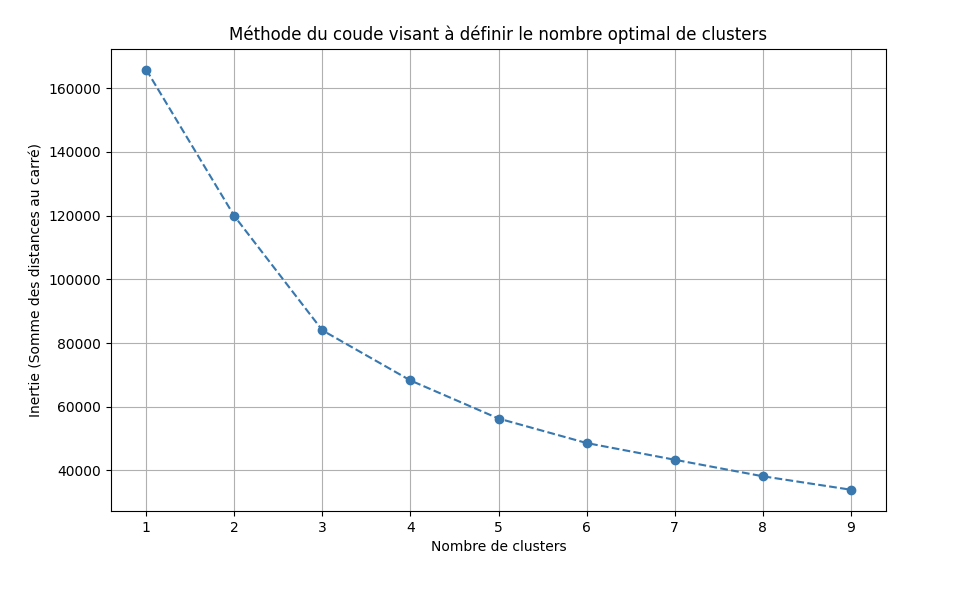 Méthode du coude visant à définir le nombre optimal de clusters
160000
140000
120000
100000
80000
60000
40000
Inertie (Somme des distances au carré)
1 2 3 4 5 6 7 8 9
Nombre de clusters